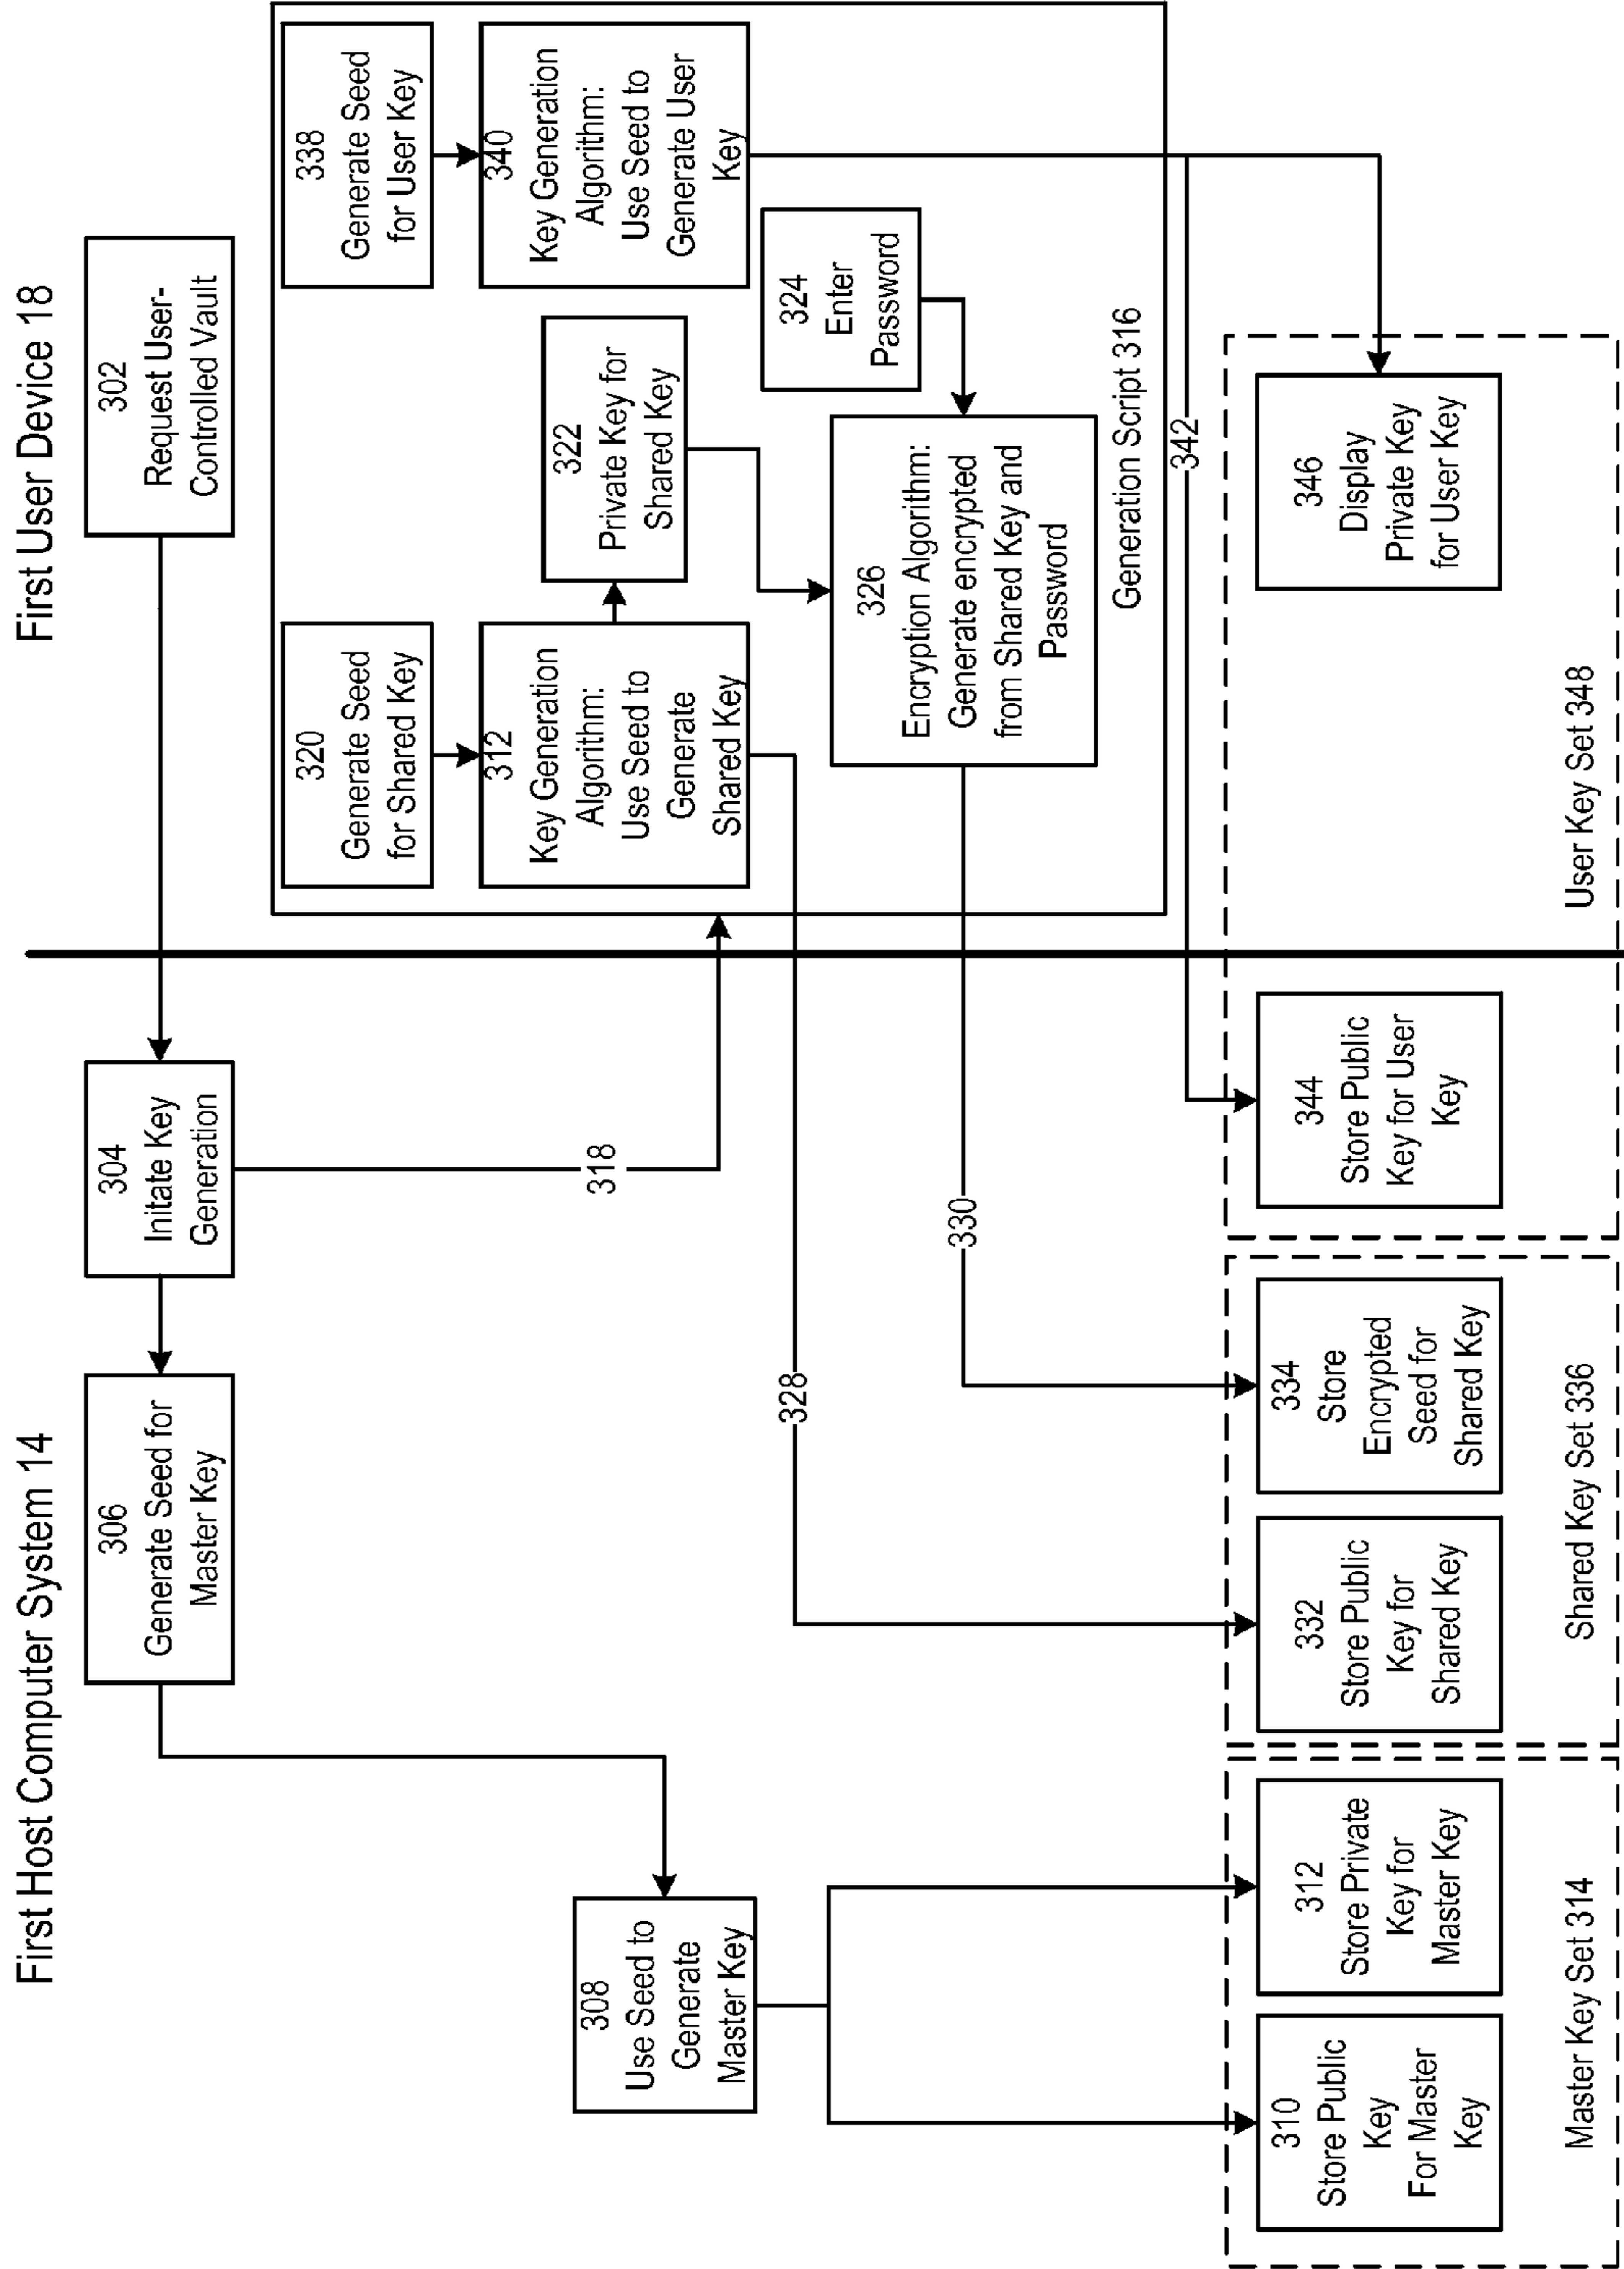 First Host Computer System 14
First User Device 18
306
Generate Seed for
Master Key
304
Initate Key
Generation
302
Request User-
Controlled Vault
308
Use Seed to
Generate
Master Key
318
320
Generate Seed
for Shared Key
338
Generate Seed
for User Key
312
Key Generation
Algorithm:
Use Seed to
Generate
Shared Key
322
Private Key for
Shared Key
340
Key Generation
Algorithm:
Use Seed to
Generate User
Key
324
Enter
Password
326
Encryption Algorithm:
Generate encrypted
from Shared Key and
Password
Generation Script 316
328
330
342
310
Store Public
Key
For Master
Key
312
Store Private
Key for
Master Key
Master Key Set 314
332
Store Public
Key for
Shared Key
334
Store
Encrypted
Seed for
Shared Key
Shared Key Set 336
344
Store Public
Key for User
Key
346
Display
Private Key
for User Key
User Key Set 348